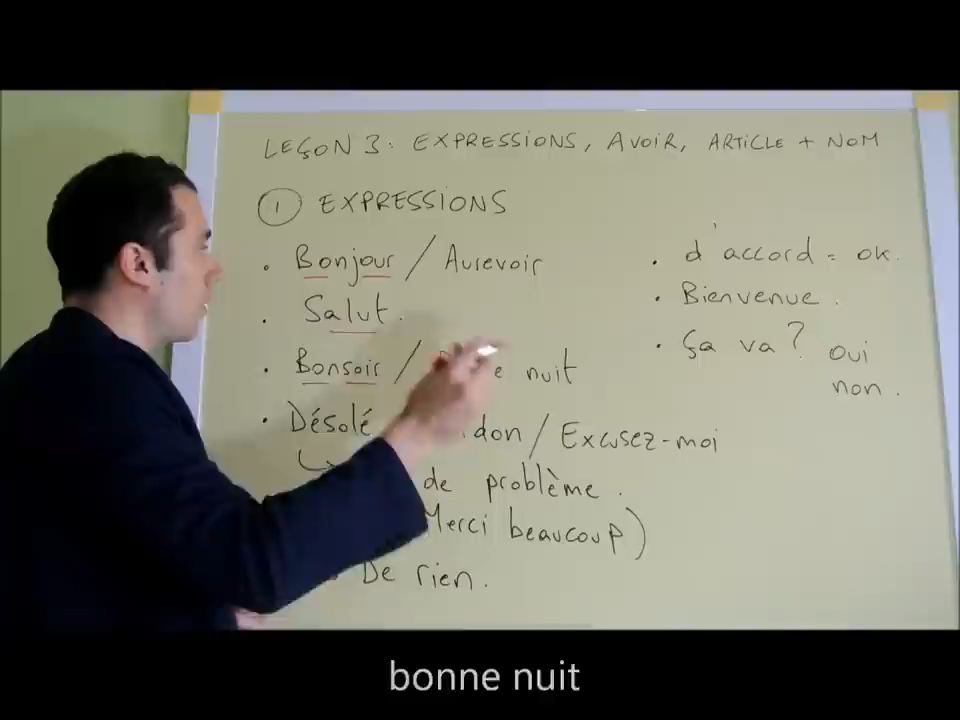 LEÇON 3: EXPRESSIONS, AVOIR, ARTICLE + NOM
① EXPRESSIONS
• Bonjour / Aurevoir
• Salut.
• Bonsoir / nuit
• Désolé / Excusez-moi
de problème.
Merci beaucoup)
De rien.
• d'accord = ok.
• Bienvenue.
• Ça va? oui
non.
bonne nuit